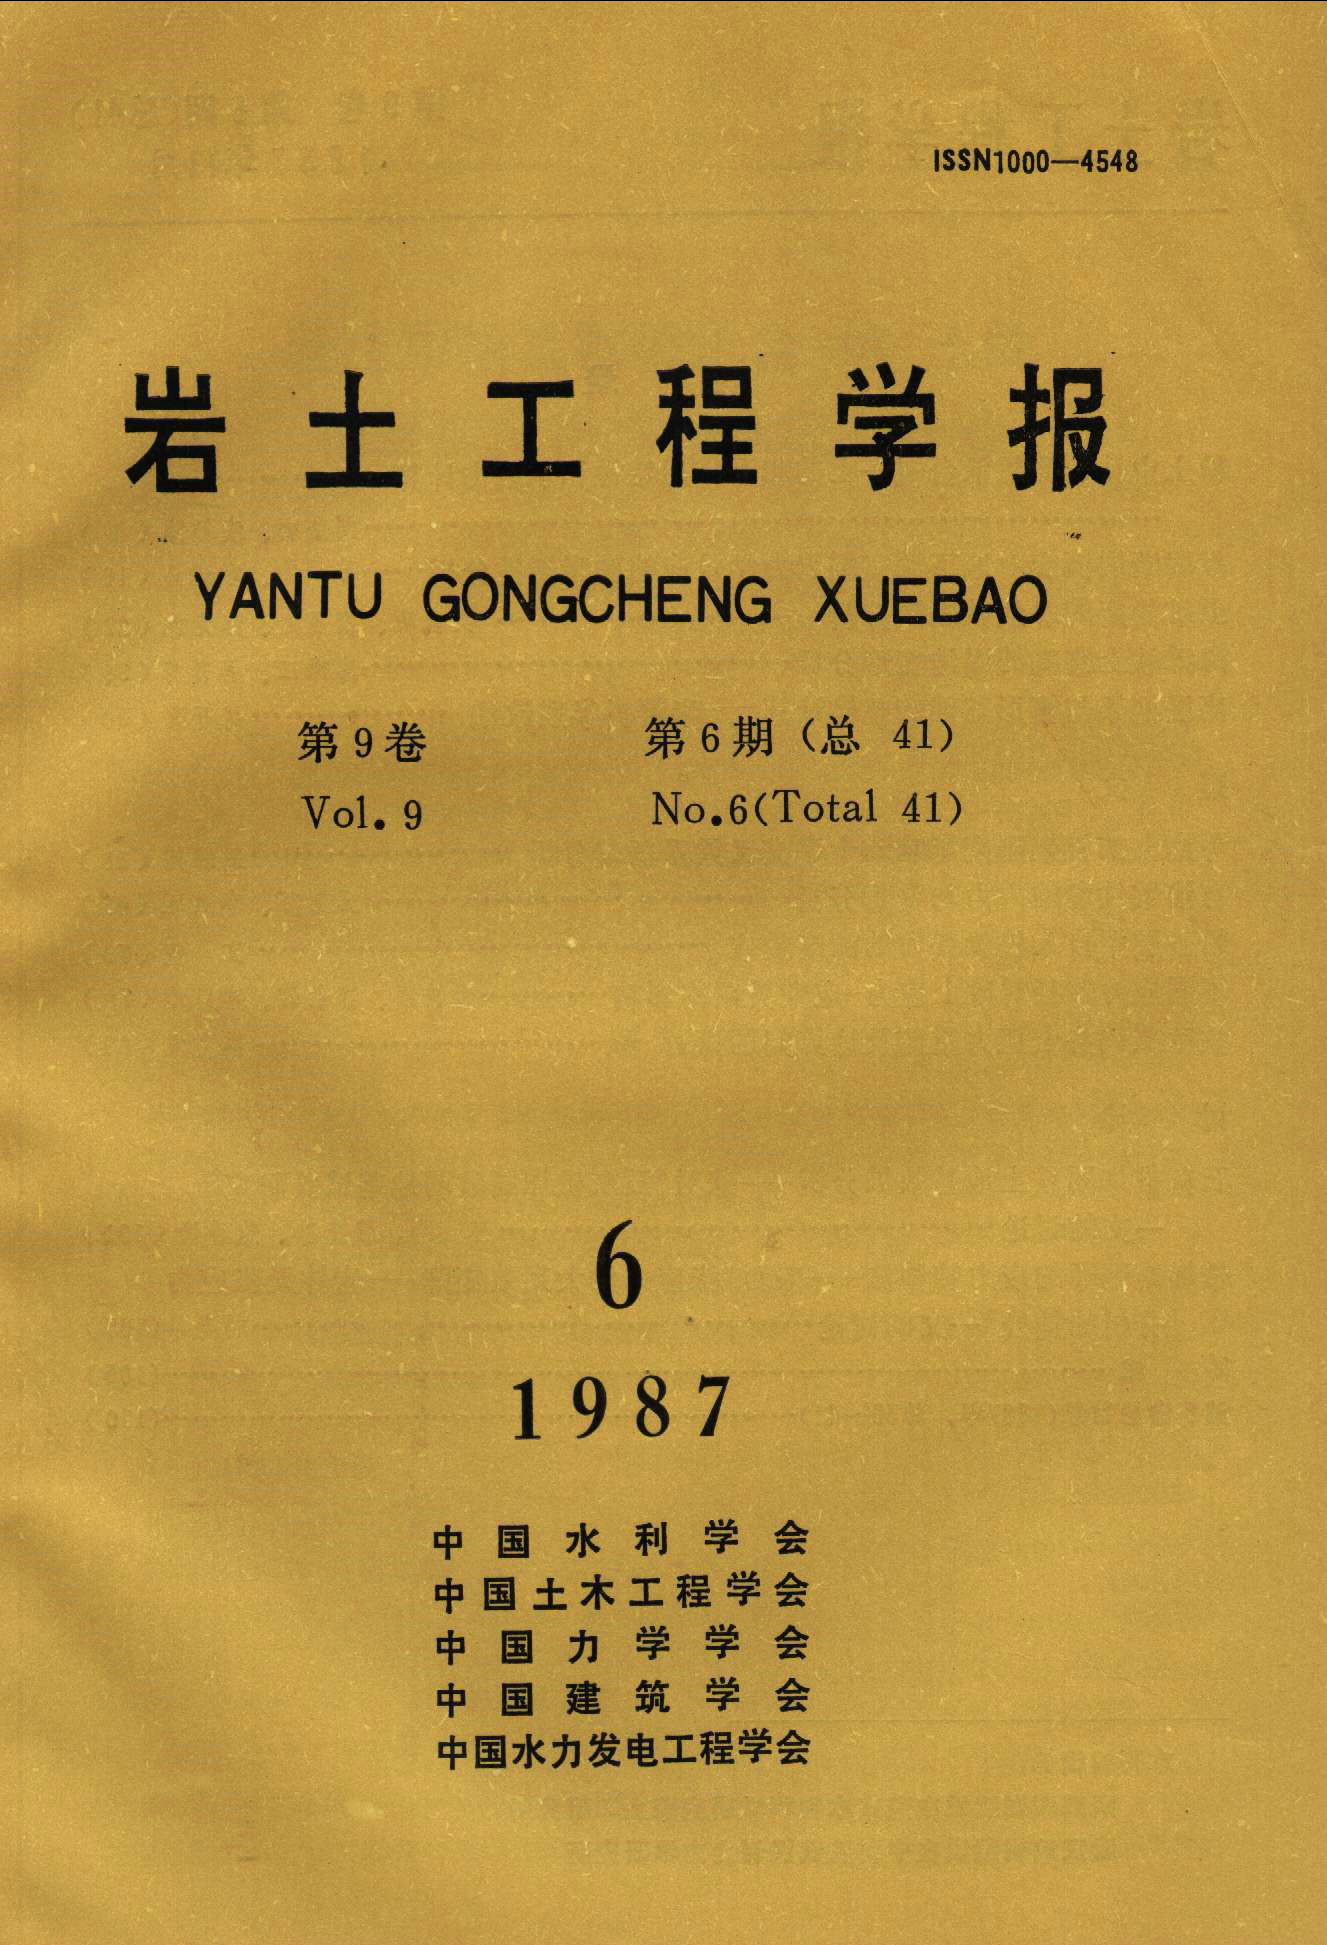 ISSN1000—4548
岩土工程学报
YANTU GONGCHENG XUEBAO
第9卷 第6期（总 41）
Vol. 9 No.6(Total 41)
6
1987
中国水利学会
中国土木工程学会
中国力学学会
中国建筑学会
中国水力发电工程学会